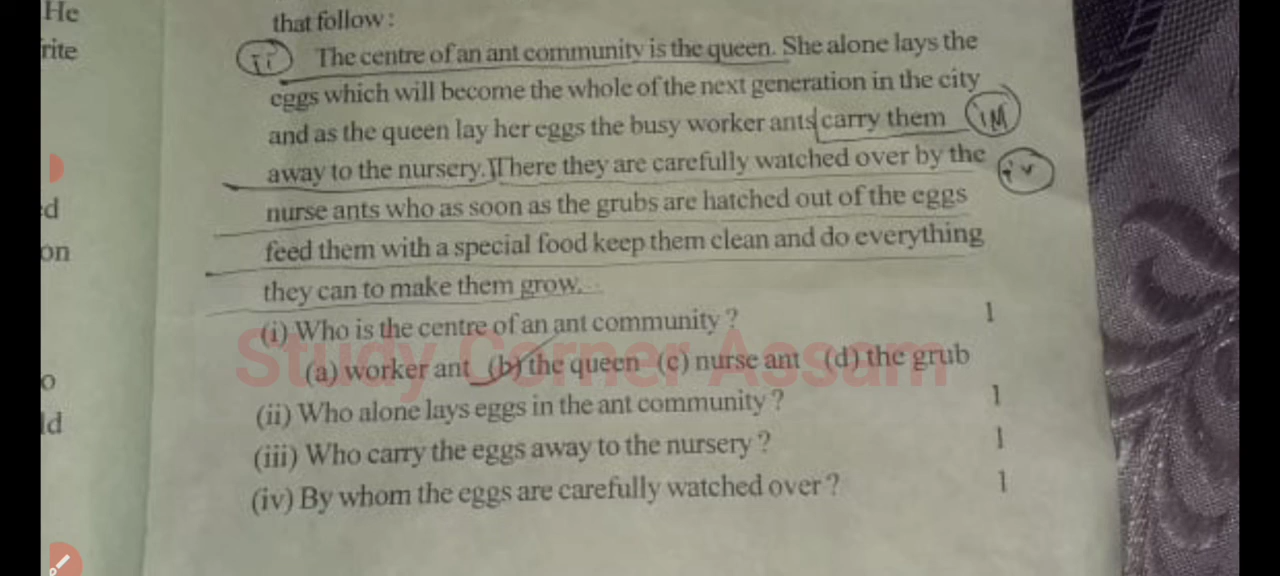 He
rite
d
on
o
ld
that follow :
ii The centre of an ant community is the queen. She alone lays the
eggs which will become the whole of the next generation in the city
and as the queen lay her eggs the busy worker ants carry them
away to the nursery. There they are carefully watched over by the
iv
nurse ants who as soon as the grubs are hatched out of the eggs
feed them with a special food keep them clean and do everything
they can to make them grow.
(i) Who is the centre of an ant community ? 1
Study Corner Assam
(a) worker ant (b) the queen (c) nurse ant (d) the grub
(ii) Who alone lays eggs in the ant community ? 1
(iii) Who carry the eggs away to the nursery ? 1
(iv) By whom the eggs are carefully watched over ? 1